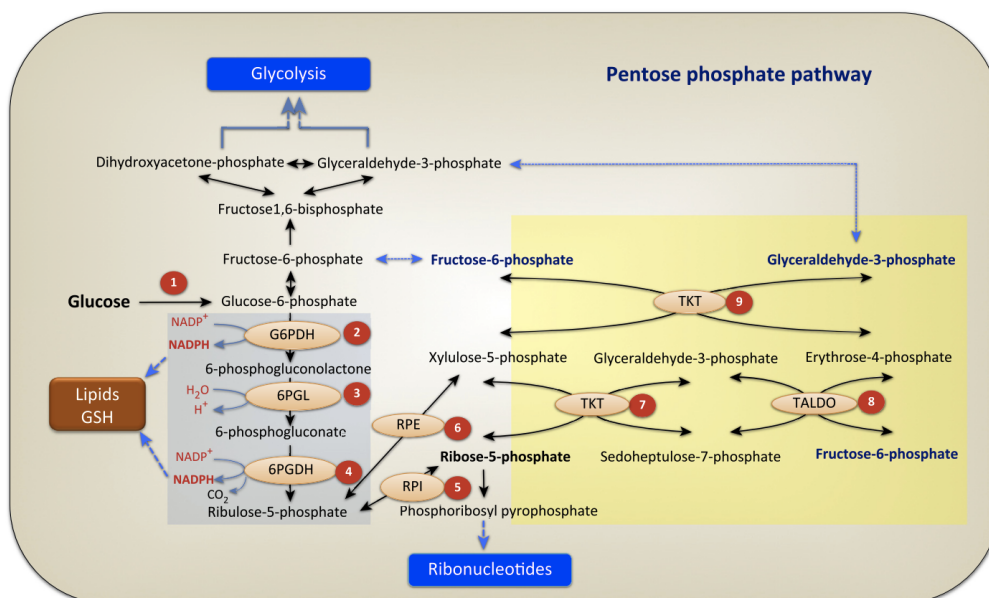 Glycolysis
Pentose phosphate pathway
Dihydroxyacetone-phosphate
Glyceraldehyde-3-phosphate
Fructose1,6-bisphosphate
Fructose-6-phosphate
Fructose-6-phosphate
Glyceraldehyde-3-phosphate
1
Glucose
Glucose-6-phosphate
TKT
9
NADP+
G6PDH
2
NADPH
Xylulose-5-phosphate
Glyceraldehyde-3-phosphate
Erythrose-4-phosphate
6-phosphogluconolactone
Lipids
GSH
H2O
6PGL
3
H+
TKT
7
TALDO
8
RPE
6
6-phosphogluconate
NADP+
6PGDH
4
NADPH
Ribose-5-phosphate
Sedoheptulose-7-phosphate
Fructose-6-phosphate
CO2
RPI
5
Ribulose-5-phosphate
Phosphoribosyl pyrophosphate
Ribonucleotides